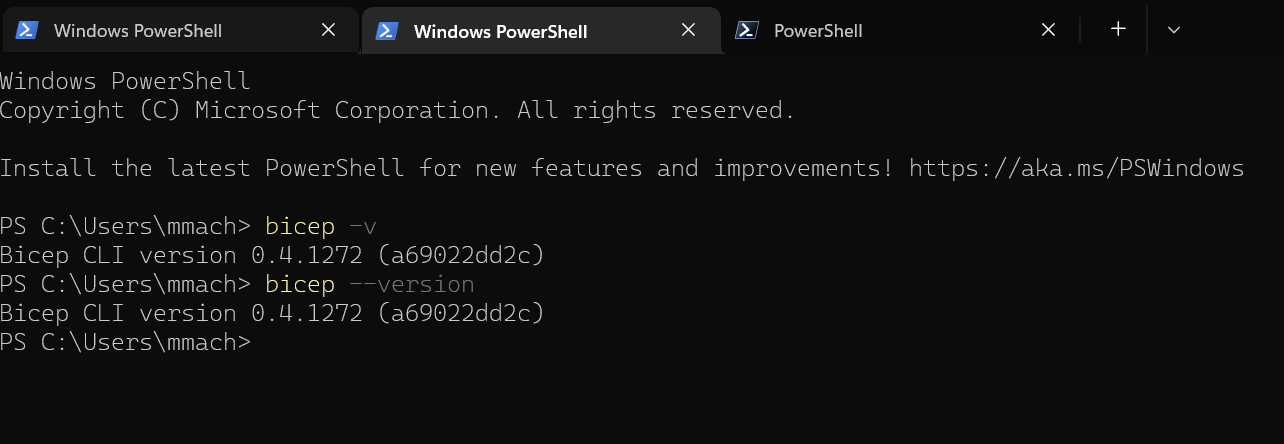 Windows PowerShell
Windows PowerShell
PowerShell
Windows PowerShell
Copyright (C) Microsoft Corporation. All rights reserved.
Install the latest PowerShell for new features and improvements! https://aka.ms/PSWindows
PS C:\Users\mmach> bicep -v
Bicep CLI version 0.4.1272 (a69022dd2c)
PS C:\Users\mmach> bicep --version
Bicep CLI version 0.4.1272 (a69022dd2c)
PS C:\Users\mmach>